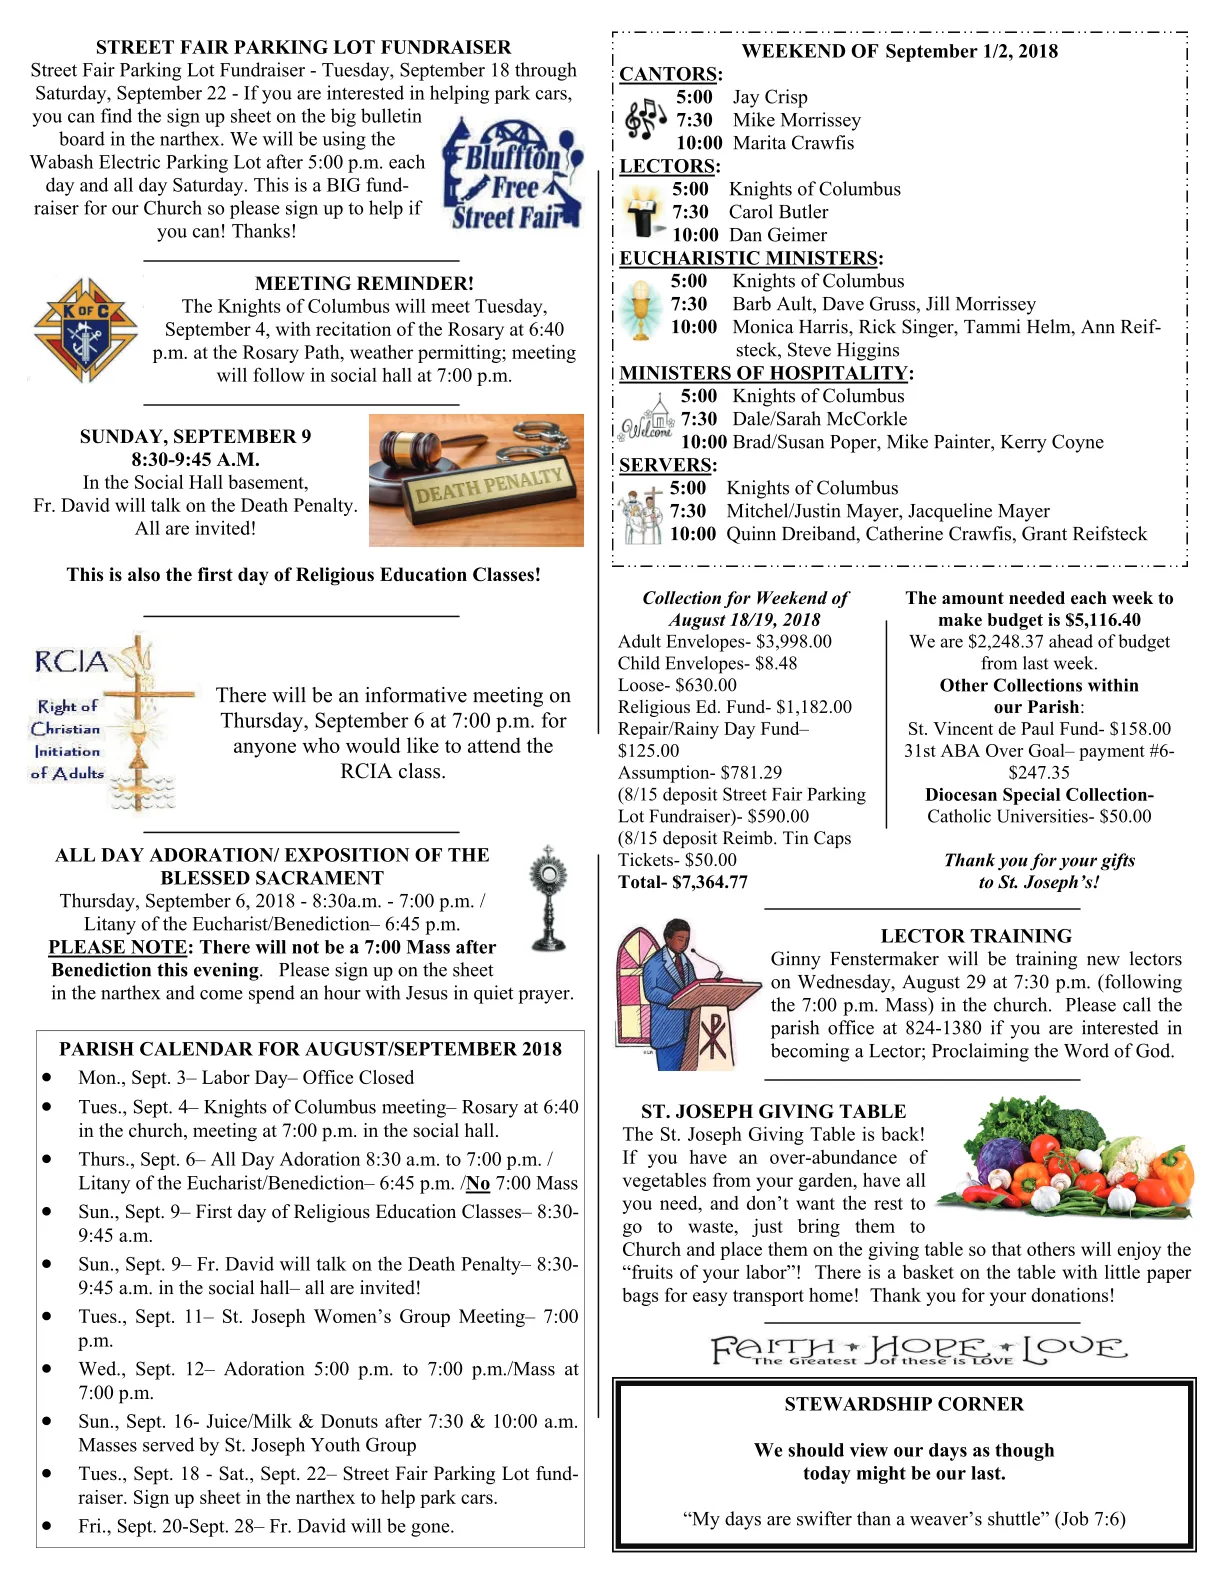 STREET FAIR PARKING LOT FUNDRAISER
Street Fair Parking Lot Fundraiser - Tuesday, September 18 through
Saturday, September 22 - If you are interested in helping park cars,
you can find the sign up sheet on the big bulletin
board in the narthex. We will be using the
Wabash Electric Parking Lot after 5:00 p.m. each
day and all day Saturday. This is a BIG fund-
raiser for our Church so please sign up to help if
you can! Thanks!
Bluffton
Free
Street Fair
MEETING REMINDER!
The Knights of Columbus will meet Tuesday,
September 4, with recitation of the Rosary at 6:40
p.m. at the Rosary Path, weather permitting; meeting
will follow in social hall at 7:00 p.m.
K OF C
SUNDAY, SEPTEMBER 9
8:30-9:45 A.M.
In the Social Hall basement,
Fr. David will talk on the Death Penalty.
All are invited!
DEATH PENALTY
This is also the first day of Religious Education Classes!
RCIA
Right of
Christian
Initiation
of Adults
There will be an informative meeting on
Thursday, September 6 at 7:00 p.m. for
anyone who would like to attend the
RCIA class.
ALL DAY ADORATION/ EXPOSITION OF THE
BLESSED SACRAMENT
Thursday, September 6, 2018 - 8:30a.m. - 7:00 p.m. /
Litany of the Eucharist/Benediction– 6:45 p.m.
PLEASE NOTE: There will not be a 7:00 Mass after
Benediction this evening. Please sign up on the sheet
in the narthex and come spend an hour with Jesus in quiet prayer.
PARISH CALENDAR FOR AUGUST/SEPTEMBER 2018
• Mon., Sept. 3– Labor Day– Office Closed
• Tues., Sept. 4– Knights of Columbus meeting– Rosary at 6:40
in the church, meeting at 7:00 p.m. in the social hall.
• Thurs., Sept. 6– All Day Adoration 8:30 a.m. to 7:00 p.m. /
Litany of the Eucharist/Benediction– 6:45 p.m. /No 7:00 Mass
• Sun., Sept. 9– First day of Religious Education Classes– 8:30-
9:45 a.m.
• Sun., Sept. 9– Fr. David will talk on the Death Penalty– 8:30-
9:45 a.m. in the social hall– all are invited!
• Tues., Sept. 11– St. Joseph Women's Group Meeting– 7:00
p.m.
• Wed., Sept. 12– Adoration 5:00 p.m. to 7:00 p.m./Mass at
7:00 p.m.
• Sun., Sept. 16- Juice/Milk & Donuts after 7:30 & 10:00 a.m.
Masses served by St. Joseph Youth Group
• Tues., Sept. 18 - Sat., Sept. 22– Street Fair Parking Lot fund-
raiser. Sign up sheet in the narthex to help park cars.
• Fri., Sept. 20-Sept. 28– Fr. David will be gone.
WEEKEND OF September 1/2, 2018
CANTORS:
5:00 Jay Crisp
7:30 Mike Morrissey
10:00 Marita Crawfis
LECTORS:
5:00 Knights of Columbus
7:30 Carol Butler
10:00 Dan Geimer
EUCHARISTIC MINISTERS:
5:00 Knights of Columbus
7:30 Barb Ault, Dave Gruss, Jill Morrissey
10:00 Monica Harris, Rick Singer, Tammi Helm, Ann Reif-
steck, Steve Higgins
MINISTERS OF HOSPITALITY:
5:00 Knights of Columbus
7:30 Dale/Sarah McCorkle
10:00 Brad/Susan Poper, Mike Painter, Kerry Coyne
Welcome
SERVERS:
5:00 Knights of Columbus
7:30 Mitchel/Justin Mayer, Jacqueline Mayer
10:00 Quinn Dreiband, Catherine Crawfis, Grant Reifsteck
Collection for Weekend of
August 18/19, 2018
Adult Envelopes- $3,998.00
Child Envelopes- $8.48
Loose- $630.00
Religious Ed. Fund- $1,182.00
Repair/Rainy Day Fund–
$125.00
Assumption- $781.29
(8/15 deposit Street Fair Parking
Lot Fundraiser)- $590.00
(8/15 deposit Reimb. Tin Caps
Tickets- $50.00
Total- $7,364.77
The amount needed each week to
make budget is $5,116.40
We are $2,248.37 ahead of budget
from last week.
Other Collections within
our Parish:
St. Vincent de Paul Fund- $158.00
31st ABA Over Goal– payment #6-
$247.35
Diocesan Special Collection-
Catholic Universities- $50.00
Thank you for your gifts
to St. Joseph's!
LECTOR TRAINING
Ginny Fenstermaker will be training new lectors
on Wednesday, August 29 at 7:30 p.m. (following
the 7:00 p.m. Mass) in the church. Please call the
parish office at 824-1380 if you are interested in
becoming a Lector; Proclaiming the Word of God.
ST. JOSEPH GIVING TABLE
The St. Joseph Giving Table is back!
If you have an over-abundance of
vegetables from your garden, have all
you need, and don't want the rest to
go to waste, just bring them to
Church and place them on the giving table so that others will enjoy the
“fruits of your labor”! There is a basket on the table with little paper
bags for easy transport home! Thank you for your donations!
FAITH HOPE LOVE
The Greatest of these is LOVE
STEWARDSHIP CORNER
We should view our days as though
today might be our last.
“My days are swifter than a weaver's shuttle” (Job 7:6)